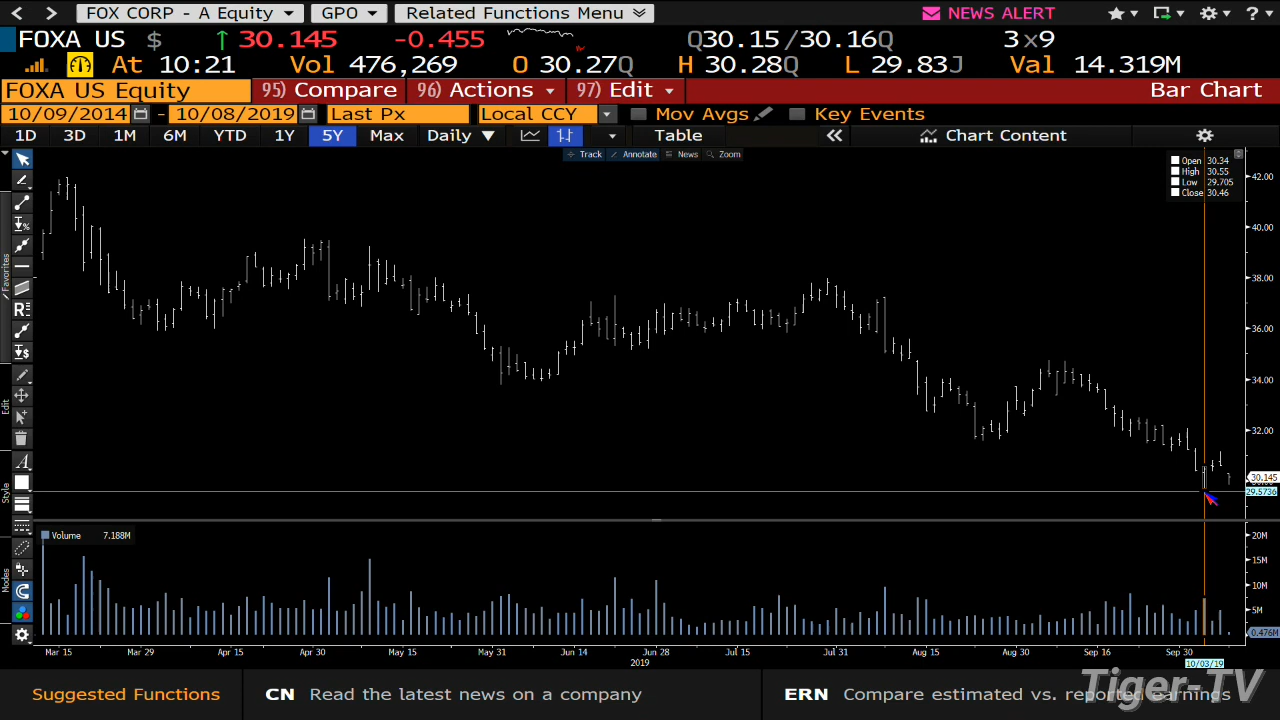 FOX CORP - A Equity GPO Related Functions Menu NEWS ALERT
FOXA US $ ↑ 30.145 -0.455 Q30.15/30.16Q 3×9
At 10:21 Vol 476,269 O 30.27Q H 30.28Q L 29.83J Val 14.319M
FOXA US Equity 95) Compare 96) Actions 97) Edit Bar Chart
10/09/2014 - 10/08/2019 Last Px Local CCY Mov Avgs Key Events
1D 3D 1M 6M YTD 1Y 5Y Max Daily ▼ Table « Chart Content
Track Annotate News Zoom
Open 30.34
High 30.55
Low 29.705
Close 30.46
42.00
40.00
38.00
36.00
34.00
32.00
30.145
29.5736
Favorites
Edit
Style
Modes
Volume 7.188M
20M
15M
10M
5M
0.476M
Mar 15 Mar 29 Apr 15 Apr 30 May 15 May 31 Jun 14 Jun 28 Jul 15 Jul 31 Aug 15 Aug 30 Sep 16 Sep 30
2019 10/03/19
Suggested Functions CN Read the latest news on a company ERN Compare estimated vs. reported earnings
Tiger-TV